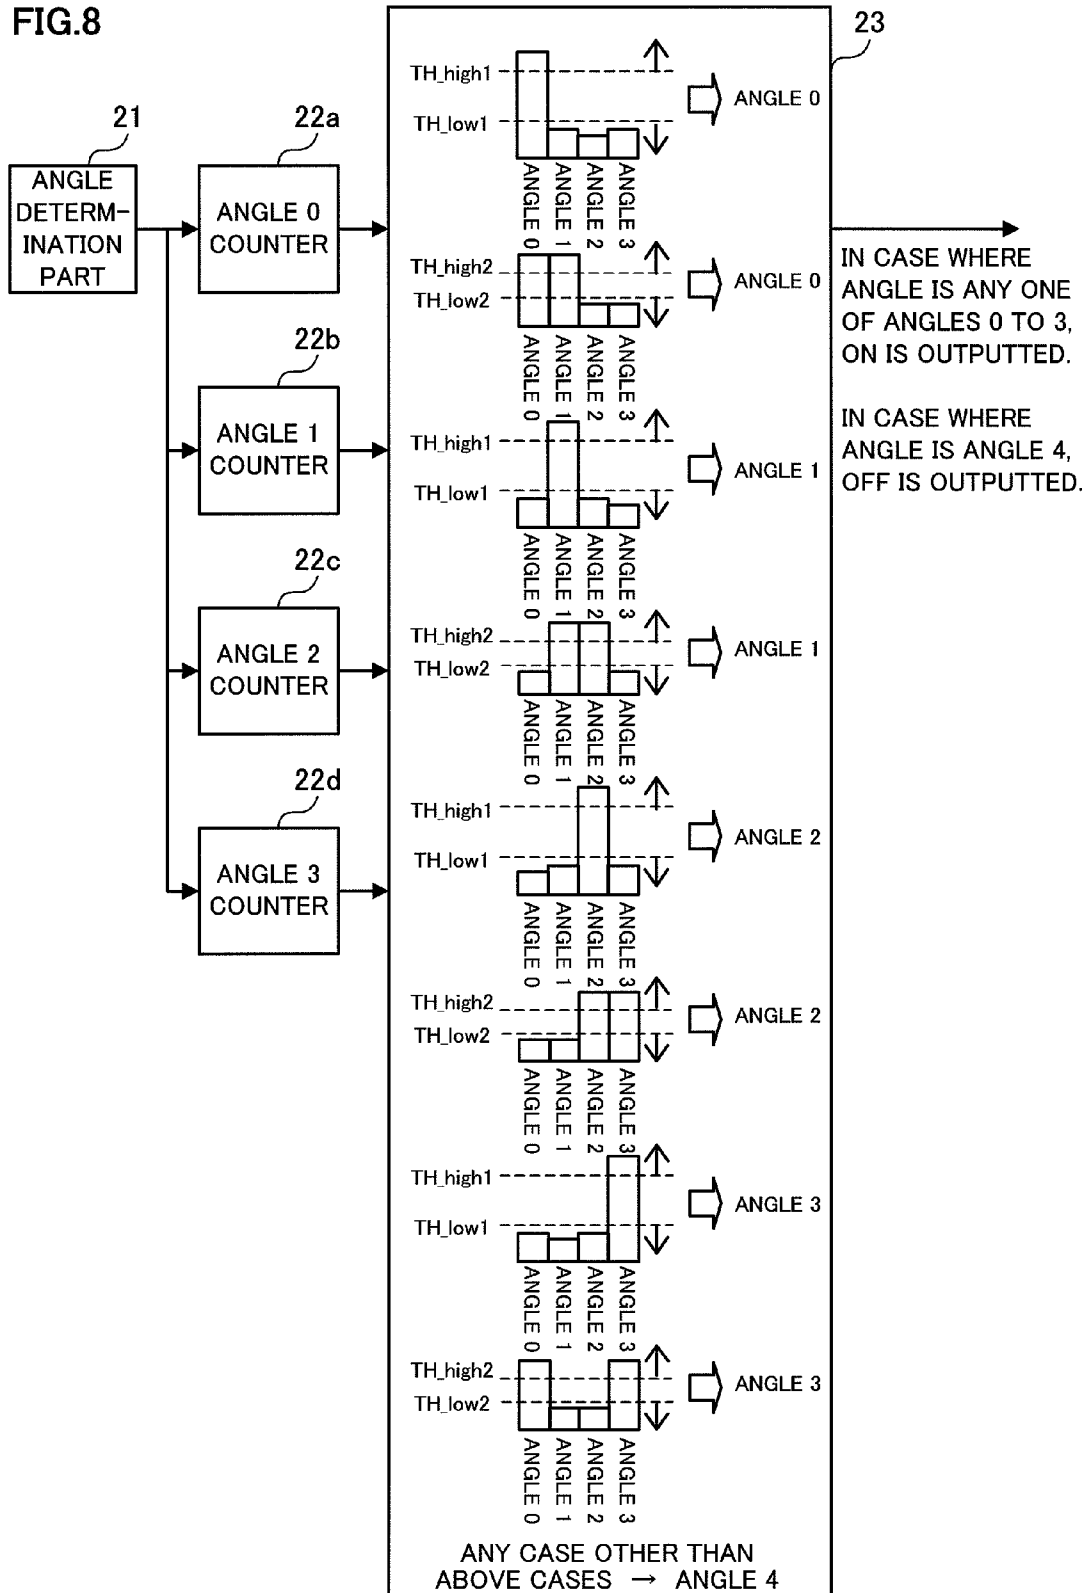 FIG.8
21
ANGLE
DETERM-
INATION
PART
22a
ANGLE 0
COUNTER
22b
ANGLE 1
COUNTER
22c
ANGLE 2
COUNTER
22d
ANGLE 3
COUNTER
23
TH_high1
TH_low1
ANGLE 0
ANGLE 1
ANGLE 2
ANGLE 3
ANGLE 0
TH_high2
TH_low2
ANGLE 0
ANGLE 1
ANGLE 2
ANGLE 3
ANGLE 0
TH_high1
TH_low1
ANGLE 0
ANGLE 1
ANGLE 2
ANGLE 3
ANGLE 1
TH_high2
TH_low2
ANGLE 0
ANGLE 1
ANGLE 2
ANGLE 3
ANGLE 1
TH_high1
TH_low1
ANGLE 0
ANGLE 1
ANGLE 2
ANGLE 3
ANGLE 2
TH_high2
TH_low2
ANGLE 0
ANGLE 1
ANGLE 2
ANGLE 3
ANGLE 2
TH_high1
TH_low1
ANGLE 0
ANGLE 1
ANGLE 2
ANGLE 3
ANGLE 3
TH_high2
TH_low2
ANGLE 0
ANGLE 1
ANGLE 2
ANGLE 3
ANGLE 3
ANY CASE OTHER THAN
ABOVE CASES → ANGLE 4
IN CASE WHERE
ANGLE IS ANY ONE
OF ANGLES 0 TO 3,
ON IS OUTPUTTED.
IN CASE WHERE
ANGLE IS ANGLE 4,
OFF IS OUTPUTTED.